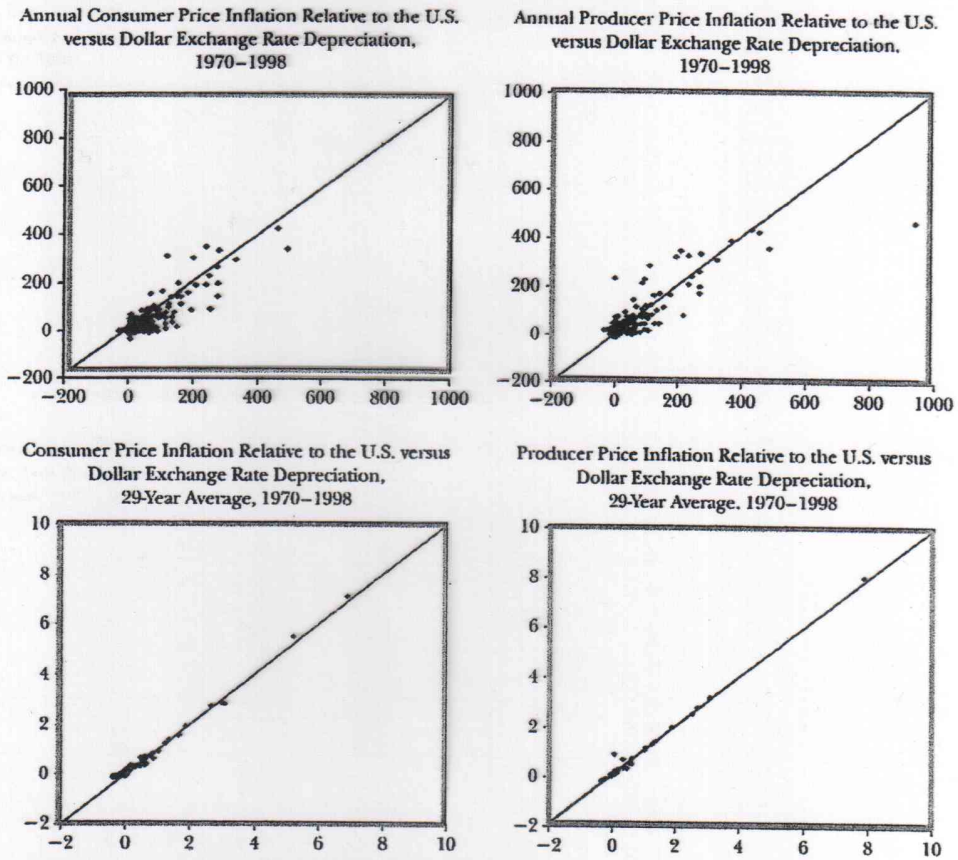 Annual Consumer Price Inflation Relative to the U.S.
versus Dollar Exchange Rate Depreciation,
1970–1998
1000
800
600
400
200
0
−200
−200 0 200 400 600 800 1000
Annual Producer Price Inflation Relative to the U.S.
versus Dollar Exchange Rate Depreciation.
1970–1998
1000
800
600
400
200
0
−200
−200 0 200 400 600 800 1000
Consumer Price Inflation Relative to the U.S. versus
Dollar Exchange Rate Depreciation,
29-Year Average, 1970–1998
10
8
6
4
2
0
−2
−2 0 2 4 6 8 10
Producer Price Inflation Relative to the U.S. versus
Dollar Exchange Rate Depreciation,
29-Year Average. 1970–1998
10
8
6
4
2
0
−2
−2 0 2 4 6 8 10